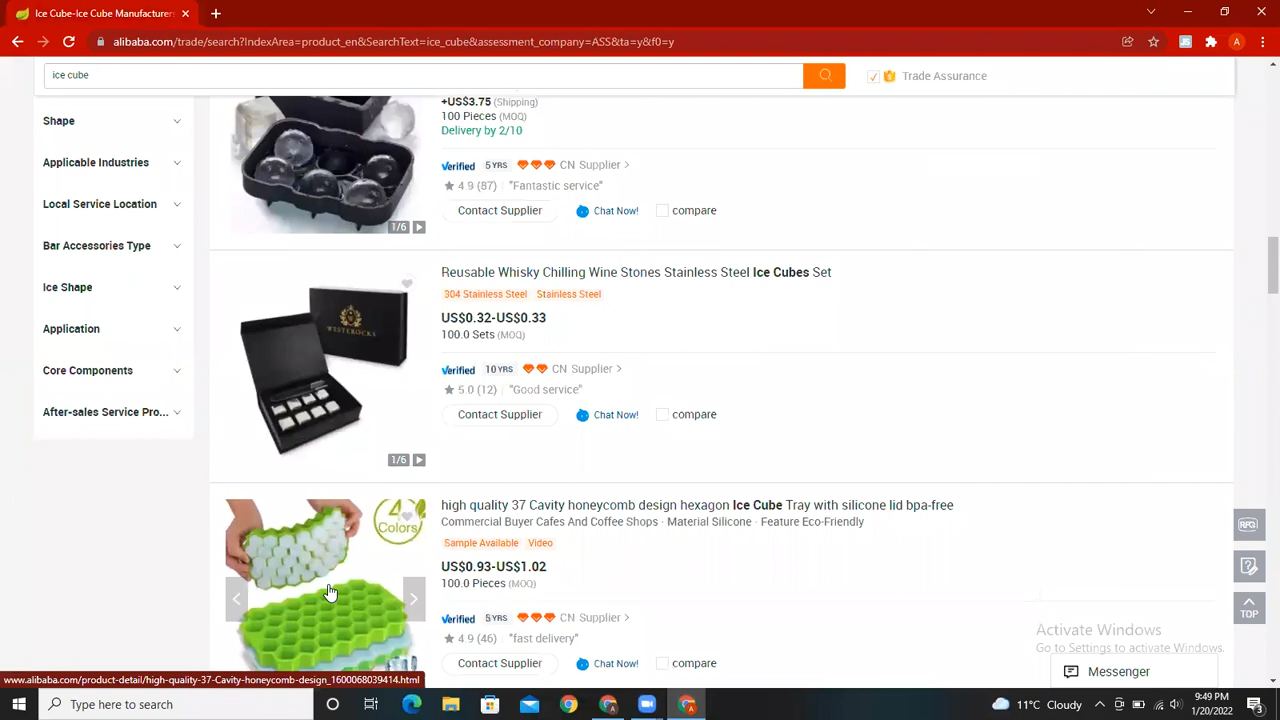 Ice Cube-Ice Cube Manufacturers
alibaba.com/trade/search?IndexArea=product_en&SearchText=ice_cube&assessment_company=ASS&ta=y&f0=y
A
ice cube
Trade Assurance
Shape
Applicable Industries
Local Service Location
Bar Accessories Type
Ice Shape
Application
Core Components
After-sales Service Pro...
+US$3.75 (Shipping)
100 Pieces (MOQ)
Delivery by 2/10
Verified 5 YRS CN Supplier >
4.9 (87) "Fantastic service"
Contact Supplier Chat Now! compare
1/6
Reusable Whisky Chilling Wine Stones Stainless Steel Ice Cubes Set
304 Stainless Steel Stainless Steel
US$0.32-US$0.33
100.0 Sets (MOQ)
Verified 10 YRS CN Supplier >
5.0 (12) "Good service"
Contact Supplier Chat Now! compare
WESTEROCKS
1/6
high quality 37 Cavity honeycomb design hexagon Ice Cube Tray with silicone lid bpa-free
Commercial Buyer Cafes And Coffee Shops · Material Silicone · Feature Eco-Friendly
Sample Available Video
US$0.93-US$1.02
100.0 Pieces (MOQ)
Verified 5 YRS CN Supplier >
4.9 (46) "fast delivery"
Contact Supplier Chat Now! compare
4
Colors
RFQ
TOP
Activate Windows
Go to Settings to activate Windows.
Messenger
www.alibaba.com/product-detail/high-quality-37-Cavity-honeycomb-design_1600068039414.html
Type here to search
11°C Cloudy
9:49 PM
1/20/2022
3